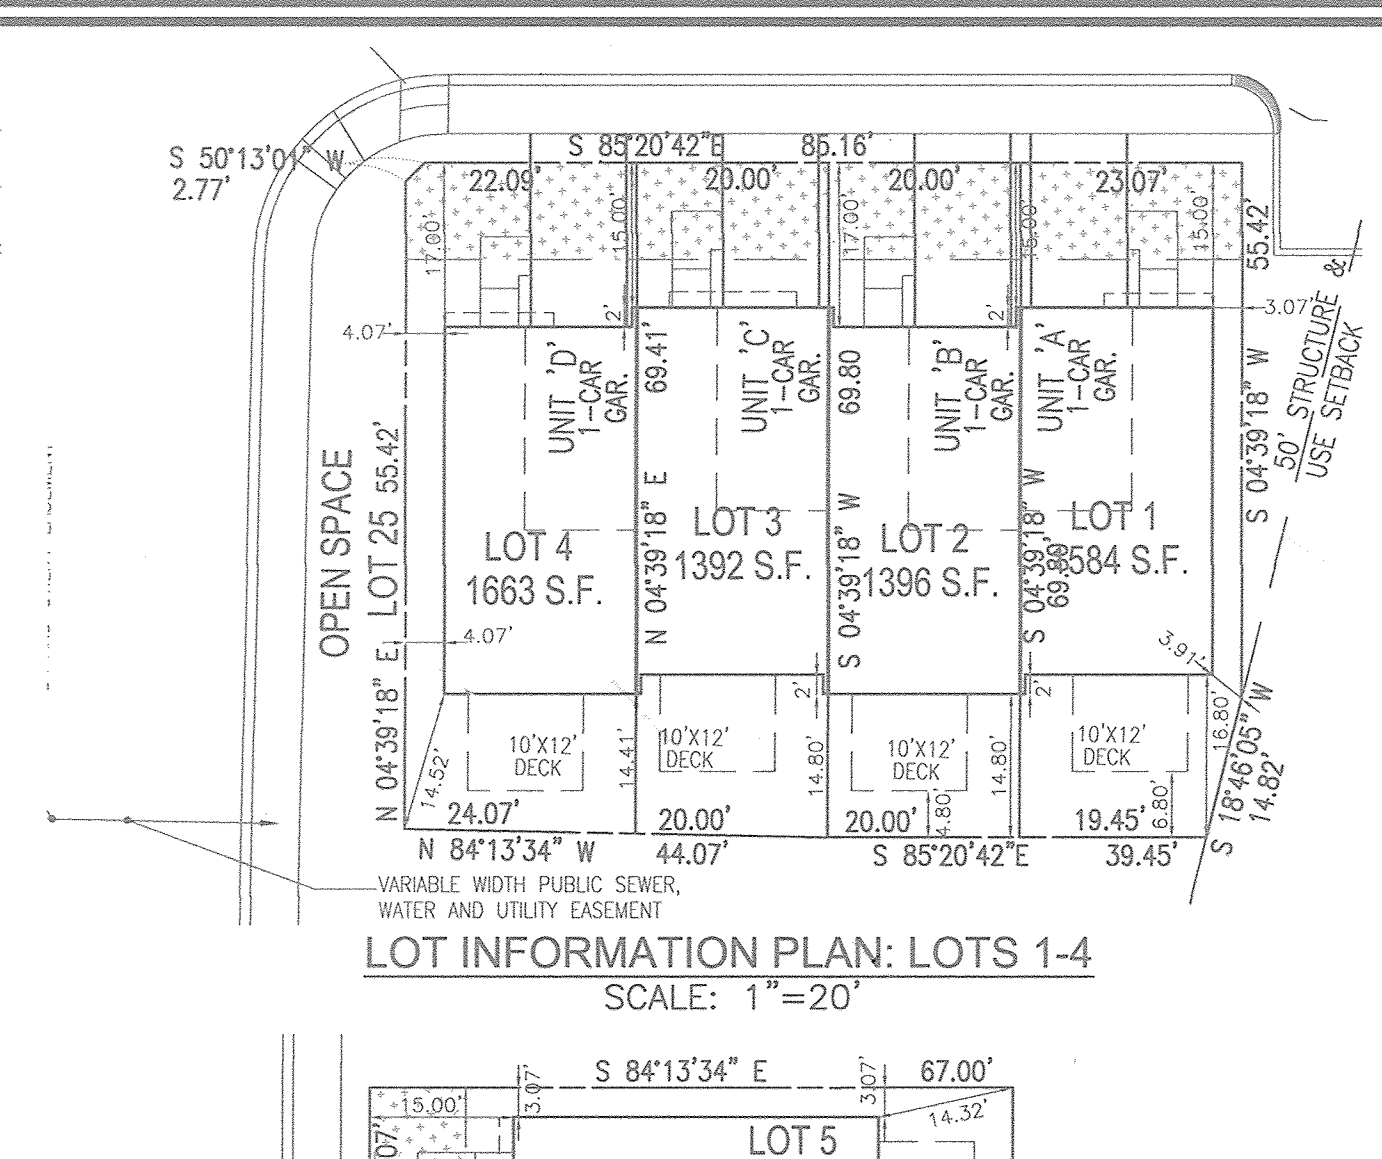 S 85°20'42"E 85.16'
S 50°13'01" W
2.77'
22.09' 20.00' 20.00' 23.07'
17.00' 15.00' 17.00' 15.00' 15.00'
55.42'
4.07' 2' 2' 3.07'
50' STRUCTURE &
USE SETBACK
UNIT 'D'
1-CAR
GAR.
69.41'
UNIT 'C'
1-CAR
GAR.
69.80
UNIT 'B'
1-CAR
GAR.
UNIT 'A'
1-CAR
GAR.
S 04°39'18" W
OPEN SPACE
LOT 25 55.42'
N 04°39'18" E
LOT 4
1663 S.F.
N 04°39'18" E
LOT 3
1392 S.F.
S 04°39'18" W
LOT 2
1396 S.F.
S 04°39'18" W
69.80
LOT 1
584 S.F.
4.07' 3.91'
2' 2'
14.52' 14.41' 14.80' 14.80' 16.80'
10'X12'
DECK
10'X12'
DECK
10'X12'
DECK
10'X12'
DECK
4.80' 6.80'
S 18°46'05" W
14.82'
24.07' 20.00' 20.00' 19.45'
N 84°13'34" W 44.07' S 85°20'42"E 39.45'
VARIABLE WIDTH PUBLIC SEWER,
WATER AND UTILITY EASEMENT
LOT INFORMATION PLAN: LOTS 1-4
SCALE: 1"=20'
S 84°13'34" E 67.00'
3.07' 3.07'
15.00' 14.32'
07'
LOT 5